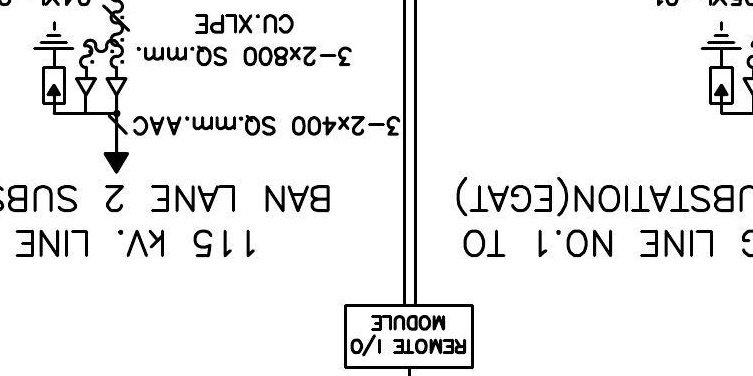 REMOTE I/O
MODULE
G LINE NO.1 TO
UBSTATION(EGAT)
115 kV. LINE
BAN LANE 2 SUBS
3-2x400 SQ.mm.AAC
3-2x800 SQ.mm.
CU.XLPE